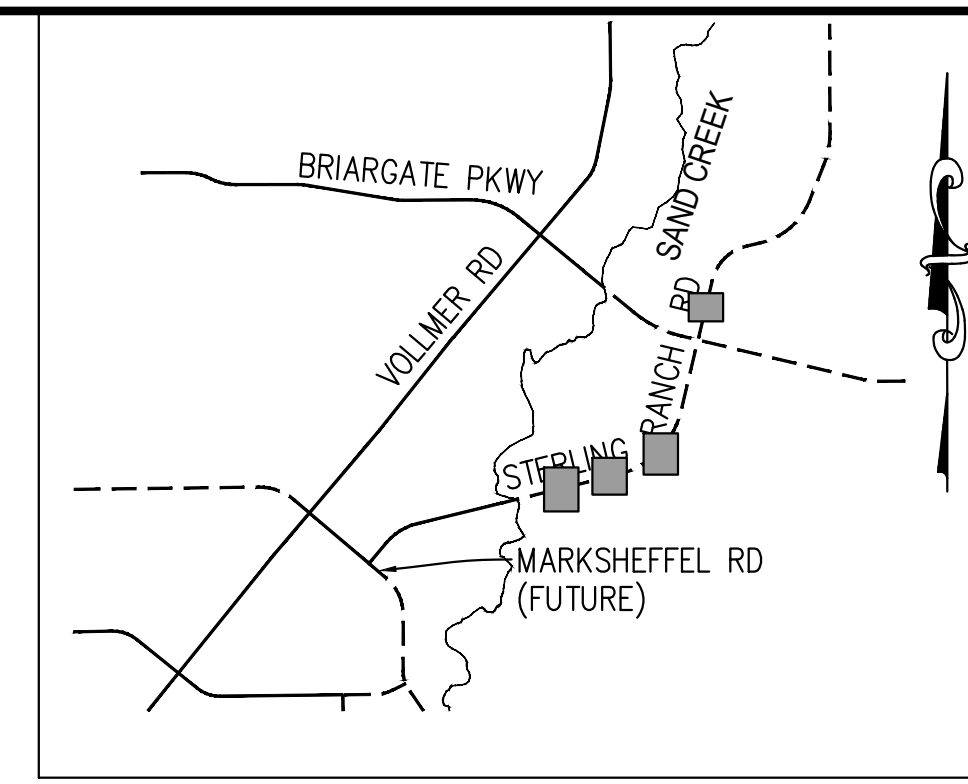 BRIARGATE PKWY
SAND CREEK
VOLLMER RD
STERLING RANCH RD
MARKSHEFFEL RD
(FUTURE)